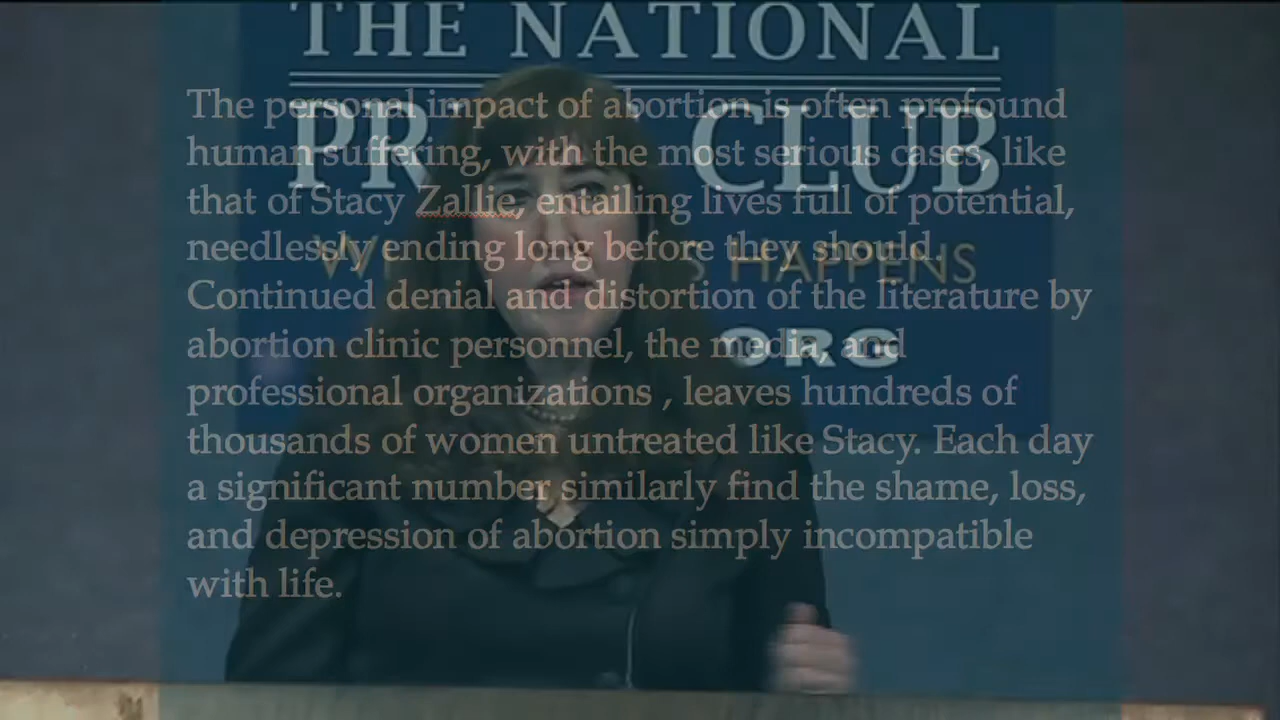 THE NATIONAL
PR CLUB
HAPPENS
ORG
The personal impact of abortion is often profound
human suffering, with the most serious cases, like
that of Stacy Zallie, entailing lives full of potential,
needlessly ending long before they should.
Continued denial and distortion of the literature by
abortion clinic personnel, the media, and
professional organizations , leaves hundreds of
thousands of women untreated like Stacy. Each day
a significant number similarly find the shame, loss,
and depression of abortion simply incompatible
with life.